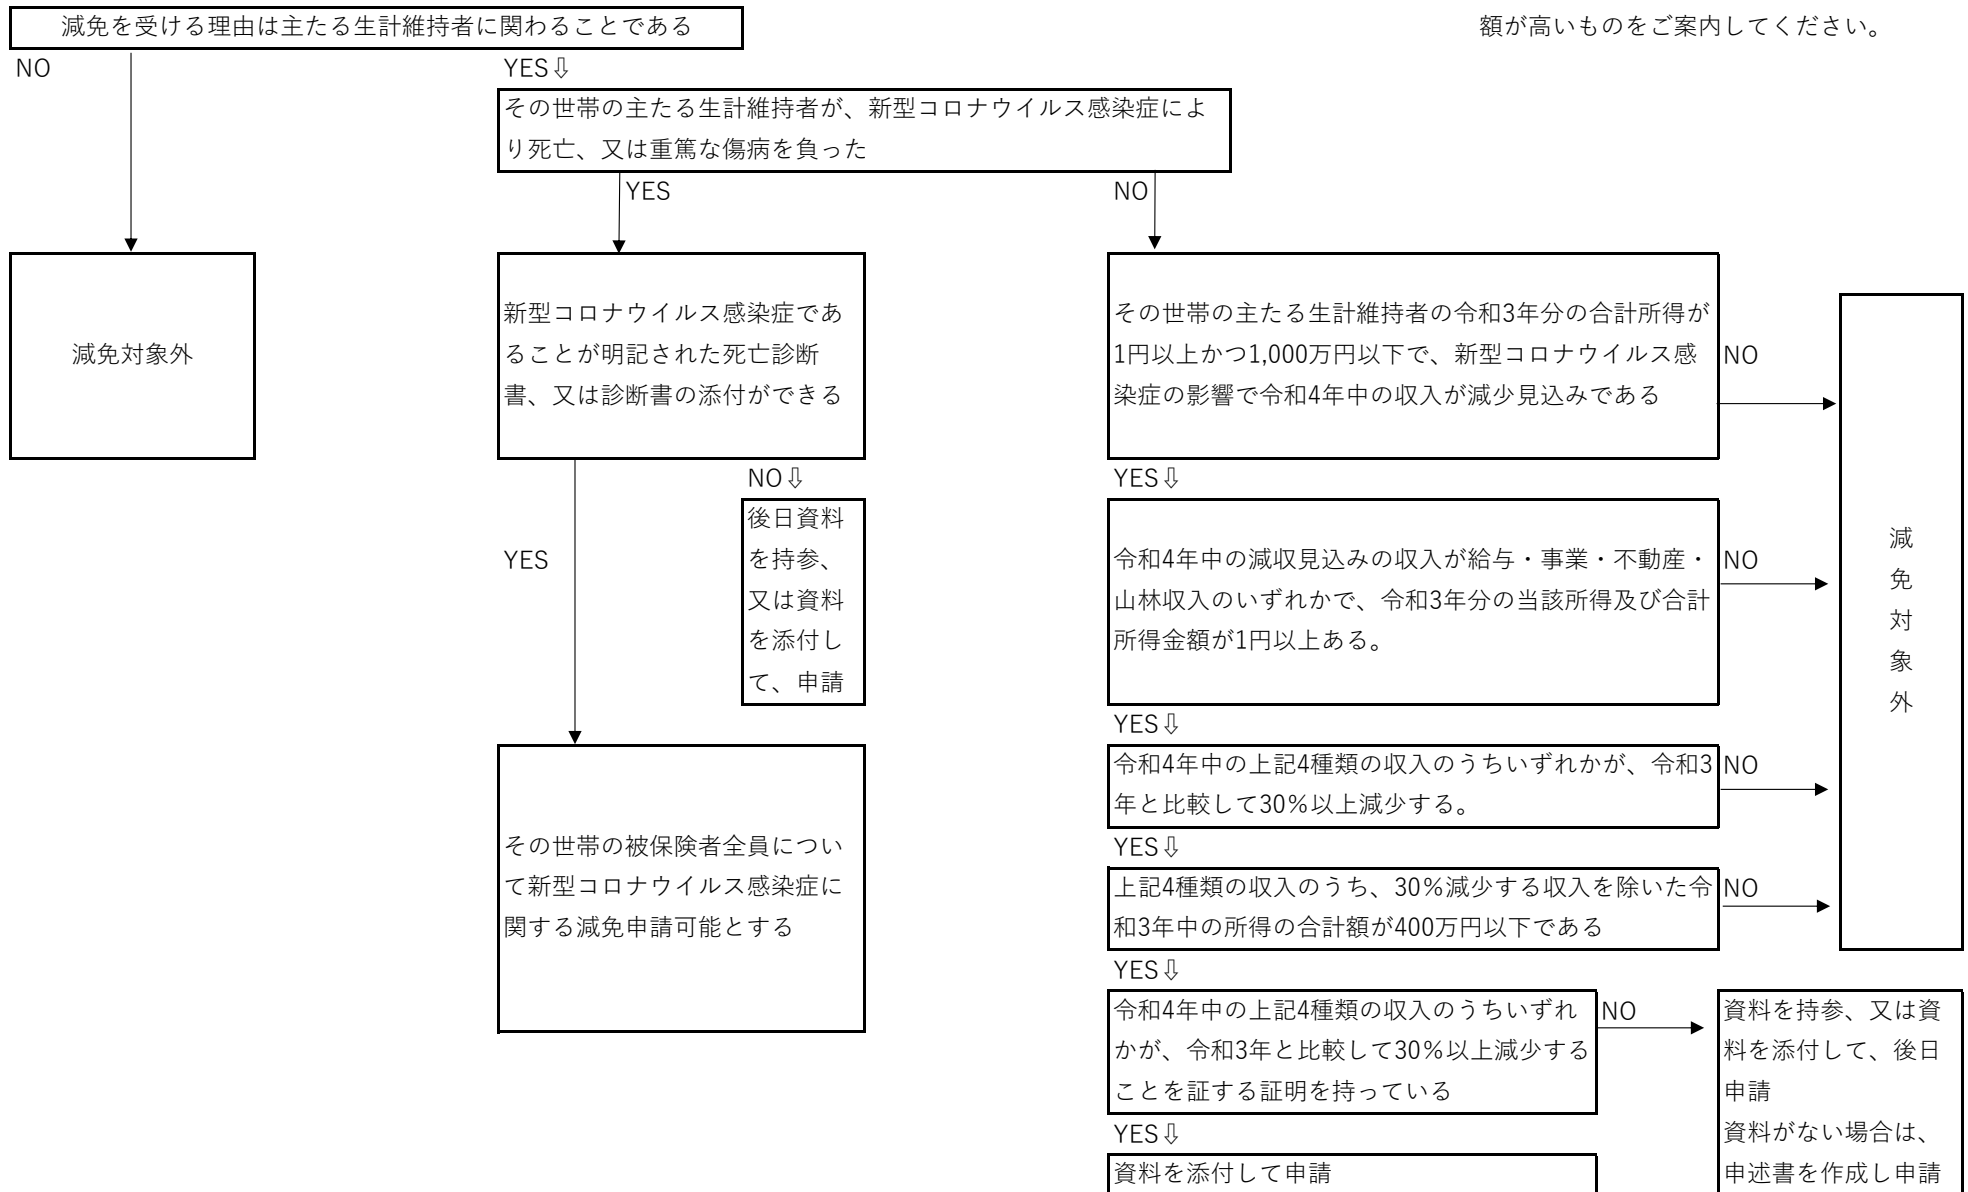 減免を受ける理由は主たる生計維持者に関わることである
額が高いものをご案内してください。
NO
YES⇩
その世帯の主たる生計維持者が、新型コロナウイルス感染症によ
り死亡、又は重篤な傷病を負った
YES
NO
減免対象外
新型コロナウイルス感染症であ
ることが明記された死亡診断
書、又は診断書の添付ができる
その世帯の主たる生計維持者の令和3年分の合計所得が
1円以上かつ1,000万円以下で、新型コロナウイルス感
染症の影響で令和4年中の収入が減少見込みである
NO
減
免
対
象
外
NO⇩
後日資料
を持参、
又は資料
を添付し
て、申請
YES
YES⇩
令和4年中の減収見込みの収入が給与・事業・不動産・
山林収入のいずれかで、令和3年分の当該所得及び合計
所得金額が1円以上ある。
NO
YES⇩
その世帯の被保険者全員につい
て新型コロナウイルス感染症に
関する減免申請可能とする
令和4年中の上記4種類の収入のうちいずれかが、令和3
年と比較して30％以上減少する。
NO
YES⇩
上記4種類の収入のうち、30％減少する収入を除いた令
和3年中の所得の合計額が400万円以下である
NO
YES⇩
令和4年中の上記4種類の収入のうちいずれ
かが、令和3年と比較して30％以上減少する
ことを証する証明を持っている
NO
資料を持参、又は資
料を添付して、後日
申請
資料がない場合は、
申述書を作成し申請
YES⇩
資料を添付して申請